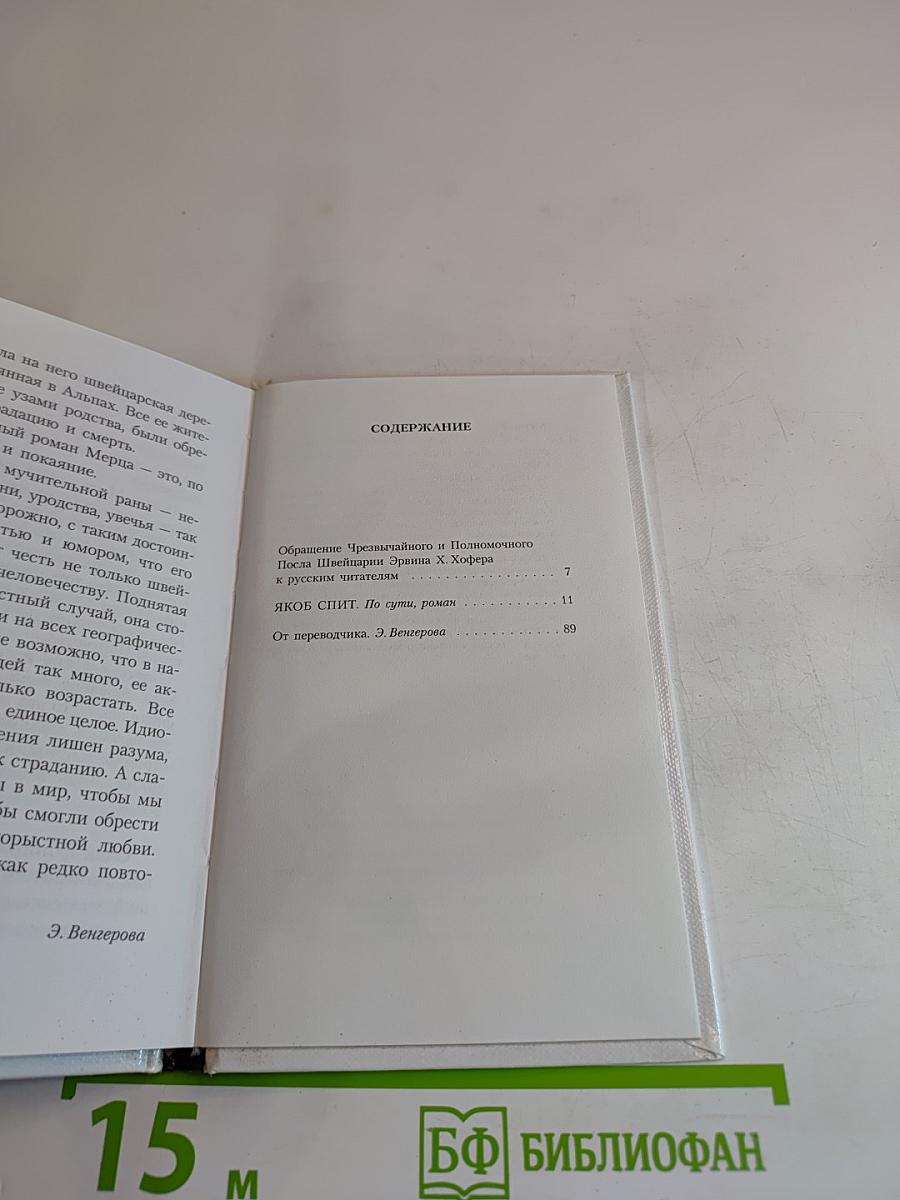 ла на него швейцарская дере-
янная в Альпах. Все ее жите-
е узами родства, были обре-
адацию и смерть.
ный роман Мерца — это, по
и покаяние.
мучительной раны — не-
ни, уродства, увечья — так
орожно, с таким достоин-
тью и юмором, что его
т честь не только швей-
человечеству. Поднятая
стный случай, она сто-
и на всех географичес-
е возможно, что в на-
дей так много, ее ак-
лько возрастать. Все
единое целое. Идио-
ения лишен разума,
к страданию. А сла-
ы в мир, чтобы мы
бы смогли обрести
орыстной любви.
как редко повто-
Э. Венгерова
СОДЕРЖАНИЕ
Обращение Чрезвычайного и Полномочного
Посла Швейцарии Эрвина Х. Хофера
к русским читателям . . . . . . . . . . . . . . . . . 7
ЯКОБ СПИТ. По сути, роман . . . . . . . . . . . 11
От переводчика. Э. Венгерова . . . . . . . . . . . . 89
15 м
БФ БИБЛИОФАН